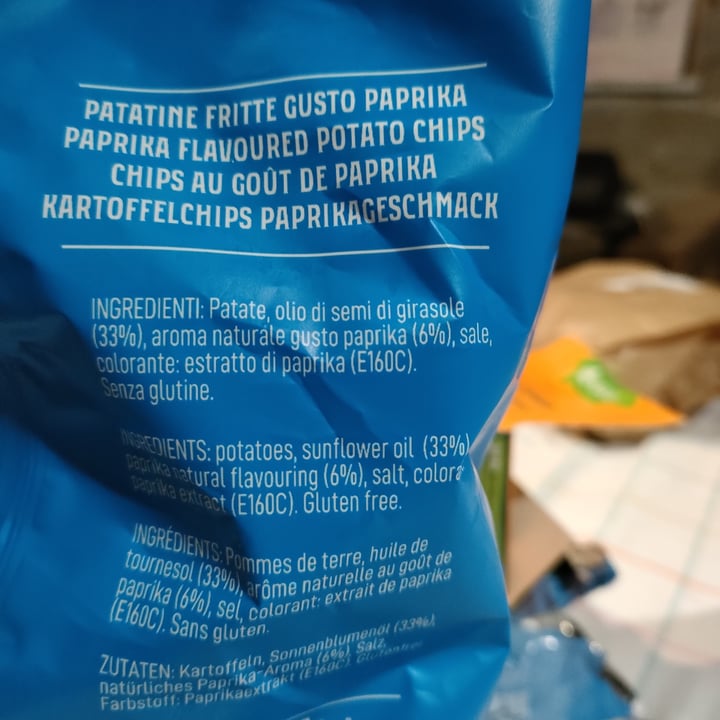 PATATINE FRITTE GUSTO PAPRIKA
PAPRIKA FLAVOURED POTATO CHIPS
CHIPS AU GOÛT DE PAPRIKA
KARTOFFELCHIPS PAPRIKAGESCHMACK
INGREDIENTI: Patate, olio di semi di girasole
(33%), aroma naturale gusto paprika (6%), sale,
colorante: estratto di paprika (E160C).
Senza glutine.
INGREDIENTS: potatoes, sunflower oil (33%)
paprika natural flavouring (6%), salt, colora
paprika extract (E160C). Gluten free.
INGRÉDIENTS: Pommes de terre, huile de
tournesol (33%), arôme naturelle au goût de
paprika (6%), sel, colorant: extrait de paprika
(E160C). Sans gluten.
ZUTATEN: Kartoffeln, Sonnenblumenöl (33%),
natürliches Paprika-Aroma (6%), Salz,
Farbstoff: Paprikaextrakt (E160C). Glutenfrei